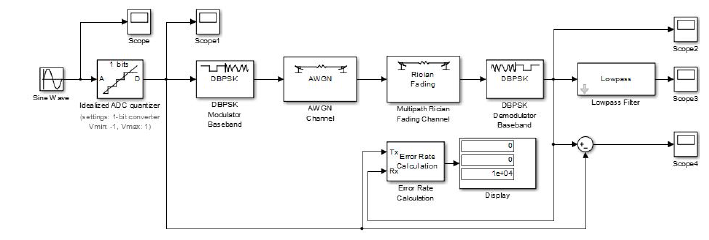 Scope
Scope1
Scope2
1 bits
A
D
Sine Wave
Idealized ADC quantizer
(settings: 1-bit converter
Vmin: -1, Vmax: 1)
DBPSK
DBPSK
Modulator
Baseband
AWGN
AWGN
Channel
Rician
Fading
Multipath Rician
Fading Channel
DBPSK
DBPSK
Demodulator
Baseband
Lowpass
Lowpass Filter
Scope3
Tx
Rx
Error Rate
Calculation
Error Rate
Calculation
0
0
1e+04
Display
Scope4